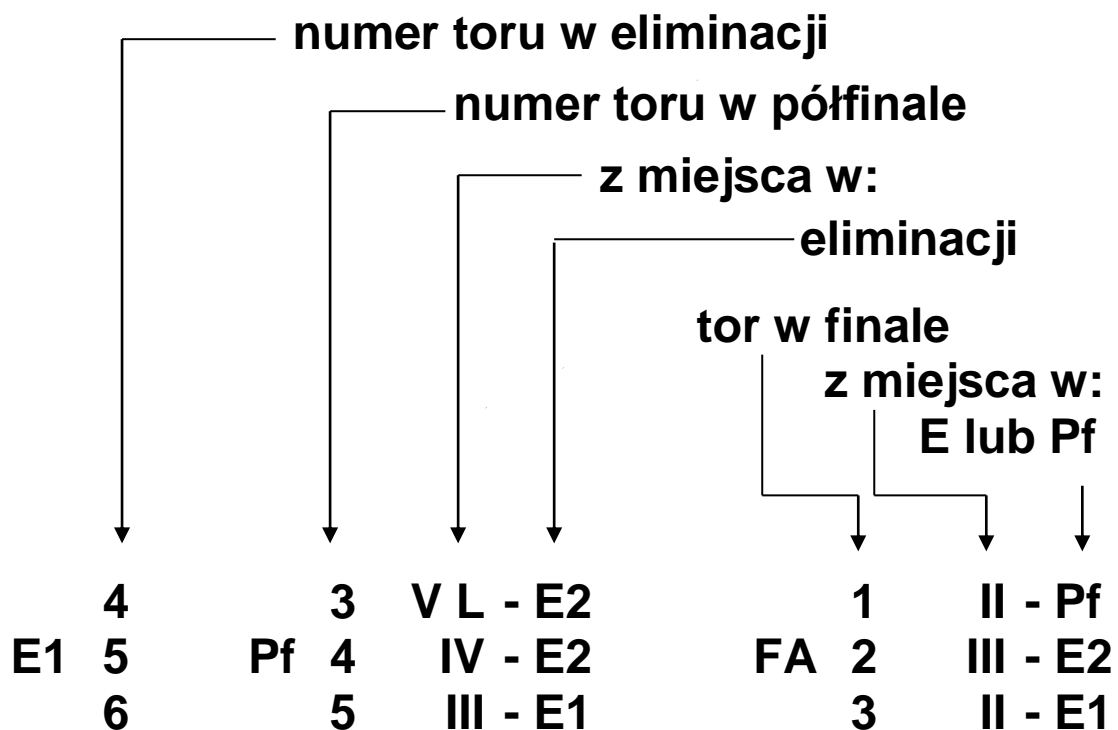 numer toru w eliminacji
numer toru w półfinale
z miejsca w:
eliminacji
tor w finale
z miejsca w:
E lub Pf
4 3 V L - E2 1 II - Pf
E1 5 Pf 4 IV - E2 FA 2 III - E2
6 5 III - E1 3 II - E1